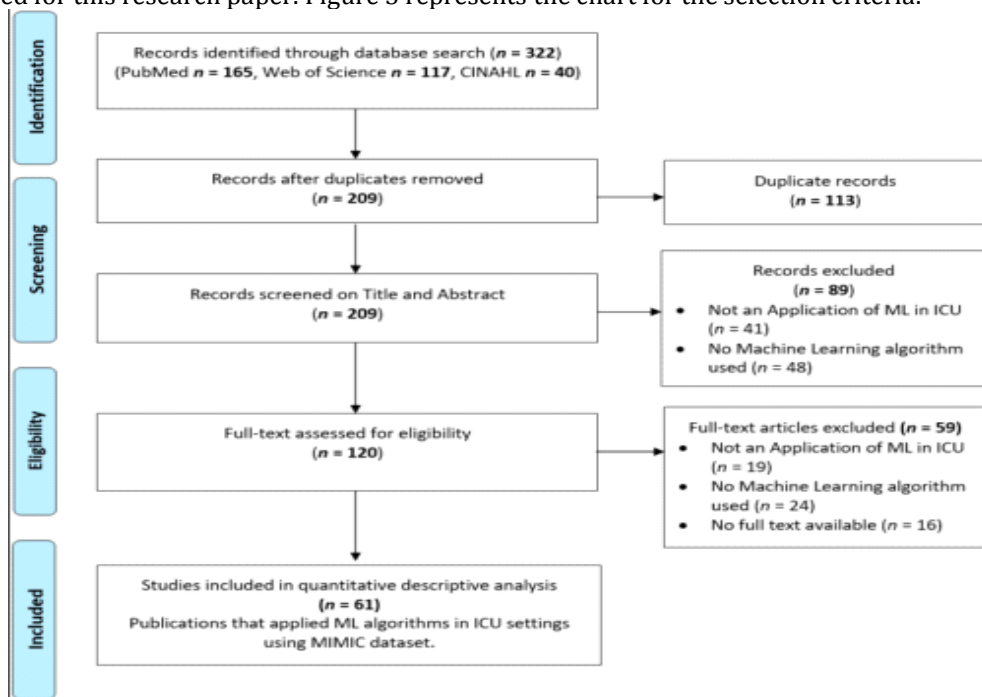 ed for this research paper. Figure 3 represents the chart for the selection criteria.
Identification
Records identified through database search (n = 322)
(PubMed n = 165, Web of Science n = 117, CINAHL n = 40)
Screening
Records after duplicates removed
(n = 209)
Duplicate records
(n = 113)
Records screened on Title and Abstract
(n = 209)
Records excluded
(n = 89)
• Not an Application of ML in ICU
(n = 41)
• No Machine Learning algorithm
used (n = 48)
Eligibility
Full-text assessed for eligibility
(n = 120)
Full-text articles excluded (n = 59)
• Not an Application of ML in ICU
(n = 19)
• No Machine Learning algorithm
used (n = 24)
• No full text available (n = 16)
Included
Studies included in quantitative descriptive analysis
(n = 61)
Publications that applied ML algorithms in ICU settings
using MIMIC dataset.